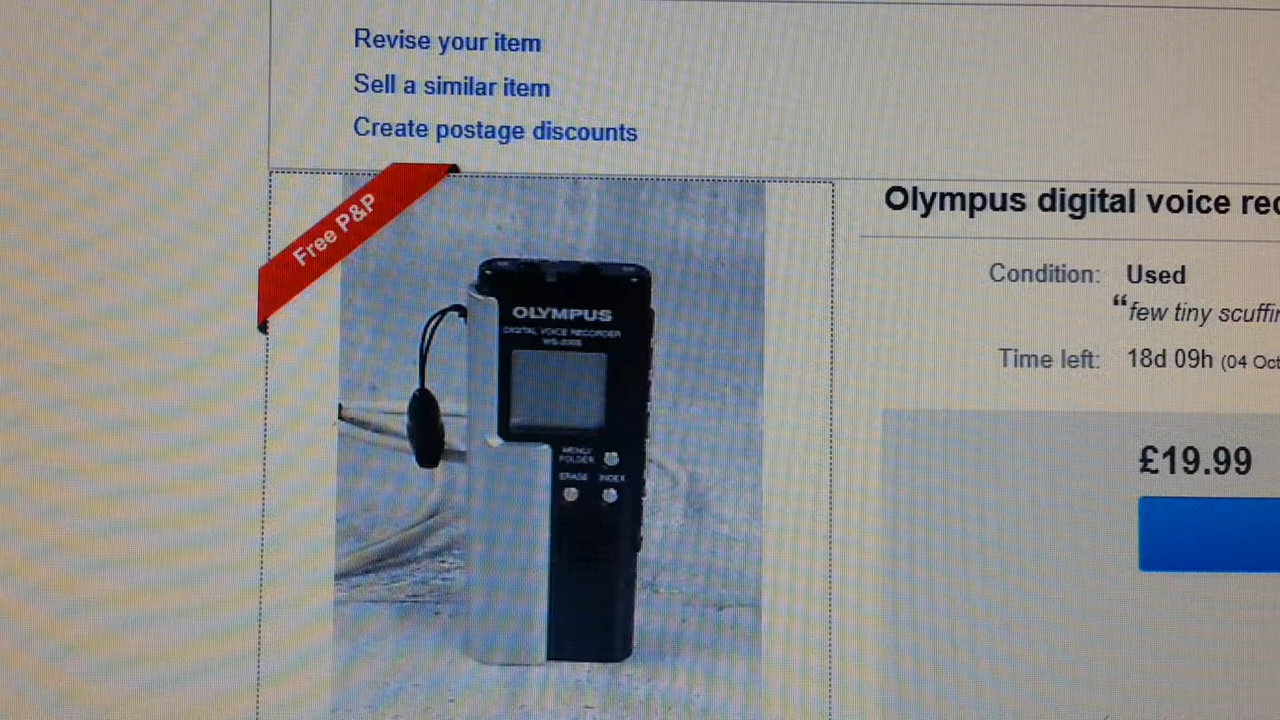 Revise your item
Sell a similar item
Create postage discounts
Free P&P
OLYMPUS
DIGITAL VOICE RECORDER
MENU/
FOLDER
ERASE INDEX
Olympus digital voice rec
Condition: Used
“few tiny scuffin
Time left: 18d 09h (04 Oct
£19.99